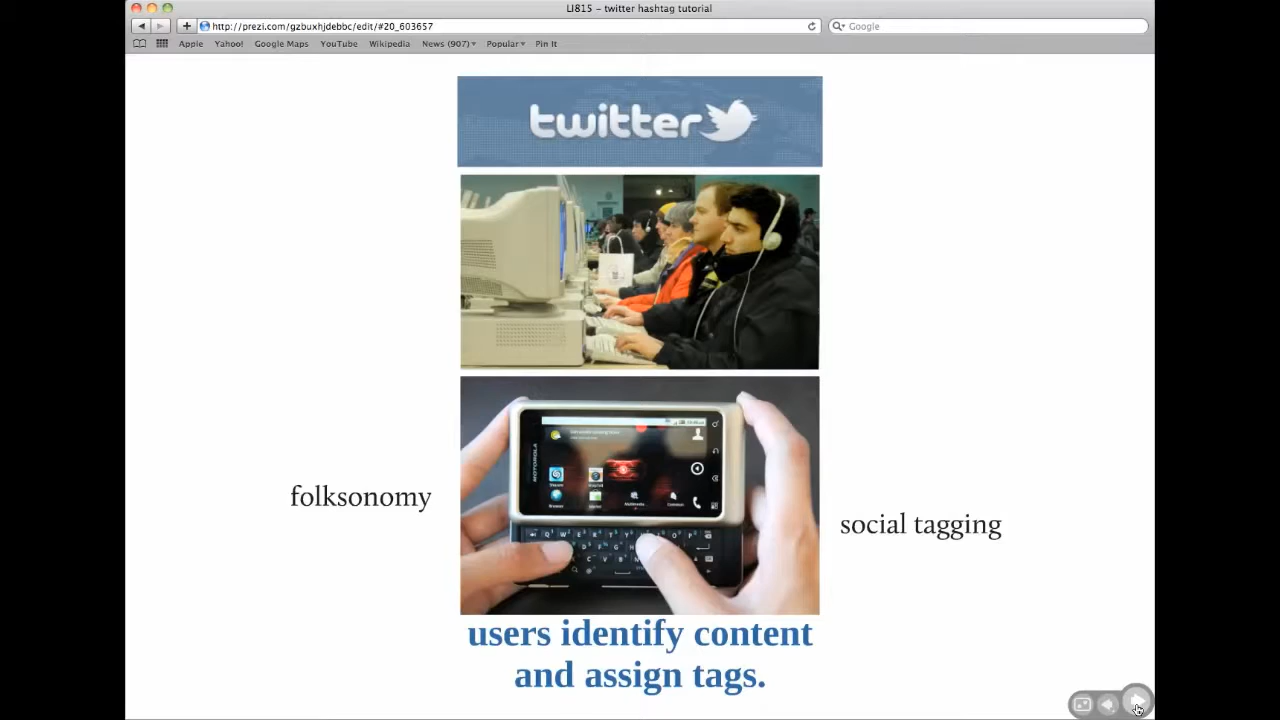 LI815 – twitter hashtag tutorial
http://prezi.com/gzbuxhjdebbc/edit/#20_603657
Google
Apple Yahoo! Google Maps YouTube Wikipedia News (907) Popular Pin It
twitter
MOTOROLA
Browser
folksonomy
social tagging
users identify content
and assign tags.